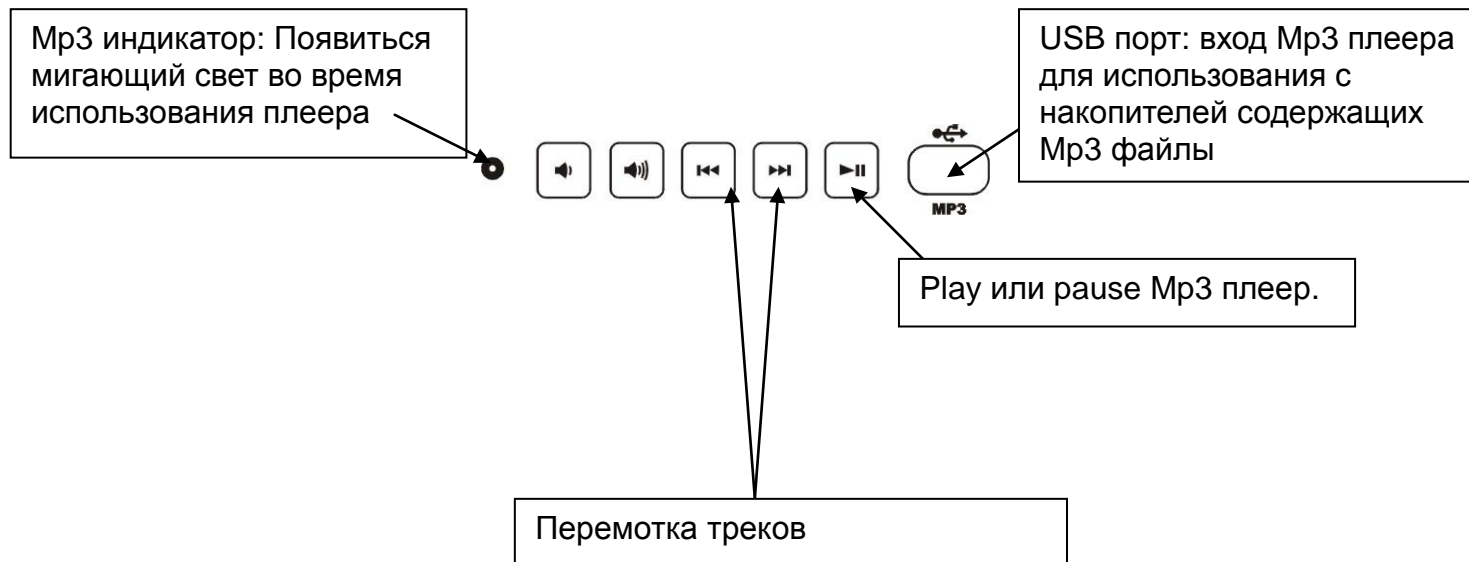 Mp3 индикатор: Появиться
мигающий свет во время
использования плеера
USB порт: вход Mp3 плеера
для использования с
накопителей содержащих
Mp3 файлы
MP3
Play или pause Mp3 плеер.
Перемотка треков